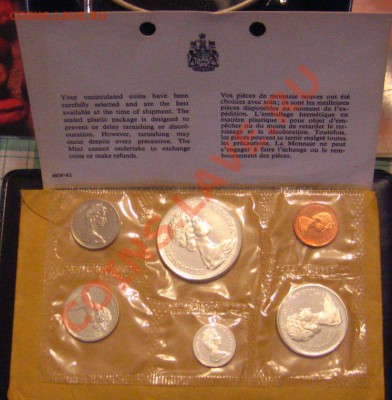 Your uncirculated coins have been
carefully selected and are the best
available at the time of shipment. The
sealed plastic package is designed to
prevent or delay tarnishing or discol-
ouration. However, tarnishing may
occur despite every precaution. The
Mint cannot undertake to exchange
coins or make refunds.
Vos pièces de monnaie neuves ont été
choisies avec soin; ce sont les meilleures
pièces disponibles au moment de l'ex-
pédition. L'emballage hermétique en
matière plastique a pour objet d'em-
pêcher ou du moins de retarder le ter-
nissage et la décoloration. Toutefois,
les pièces peuvent se ternir malgré toutes
les précautions. La Monnaie ne peut
s'engager à faire l'échange ou le rem-
boursement des pièces.
COINS.LAV.RU